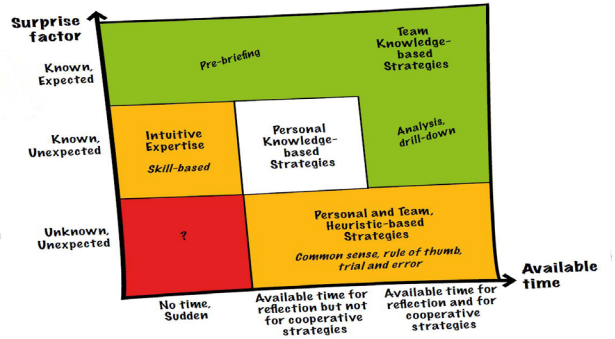 Surprise
factor
Known,
Expected
Pre-briefing
Team
Knowledge-
based
Strategies
Known,
Unexpected
Intuitive
Expertise
Skill-based
Personal
Knowledge-
based
Strategies
Analysis,
drill-down
Unknown,
Unexpected
?
Personal and Team,
Heuristic-based
Strategies
Common sense, rule of thumb,
trial and error
Available
time
No time,
Sudden
Available time for
reflection but not
for cooperative
strategies
Available time for
reflection and for
cooperative
strategies